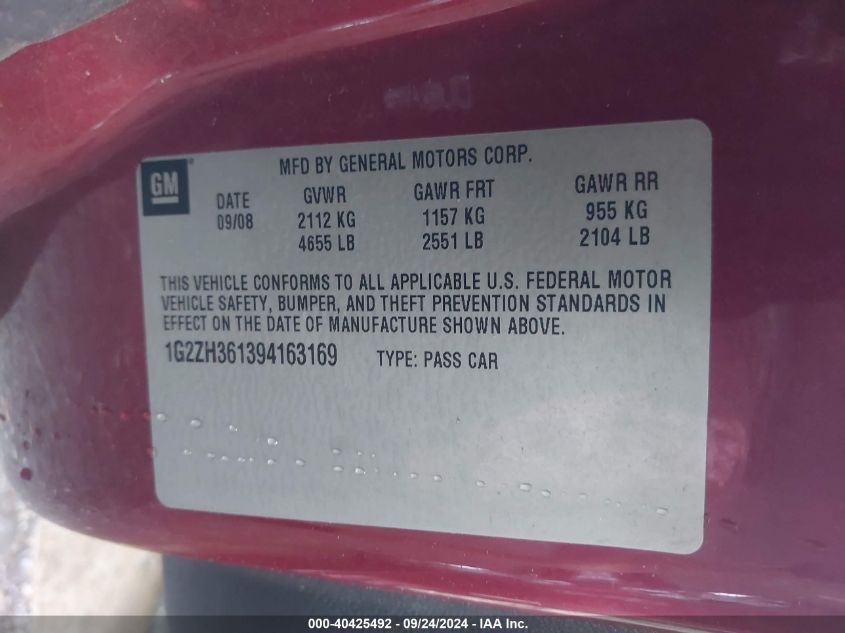 MFD BY GENERAL MOTORS CORP.
GM®
DATE GVWR GAWR FRT GAWR RR
09/08 2112 KG 1157 KG 955 KG
4655 LB 2551 LB 2104 LB
THIS VEHICLE CONFORMS TO ALL APPLICABLE U.S. FEDERAL MOTOR
VEHICLE SAFETY, BUMPER, AND THEFT PREVENTION STANDARDS IN
EFFECT ON THE DATE OF MANUFACTURE SHOWN ABOVE.
1G2ZH361394163169 TYPE: PASS CAR
000-40425492 - 09/24/2024 - IAA Inc.